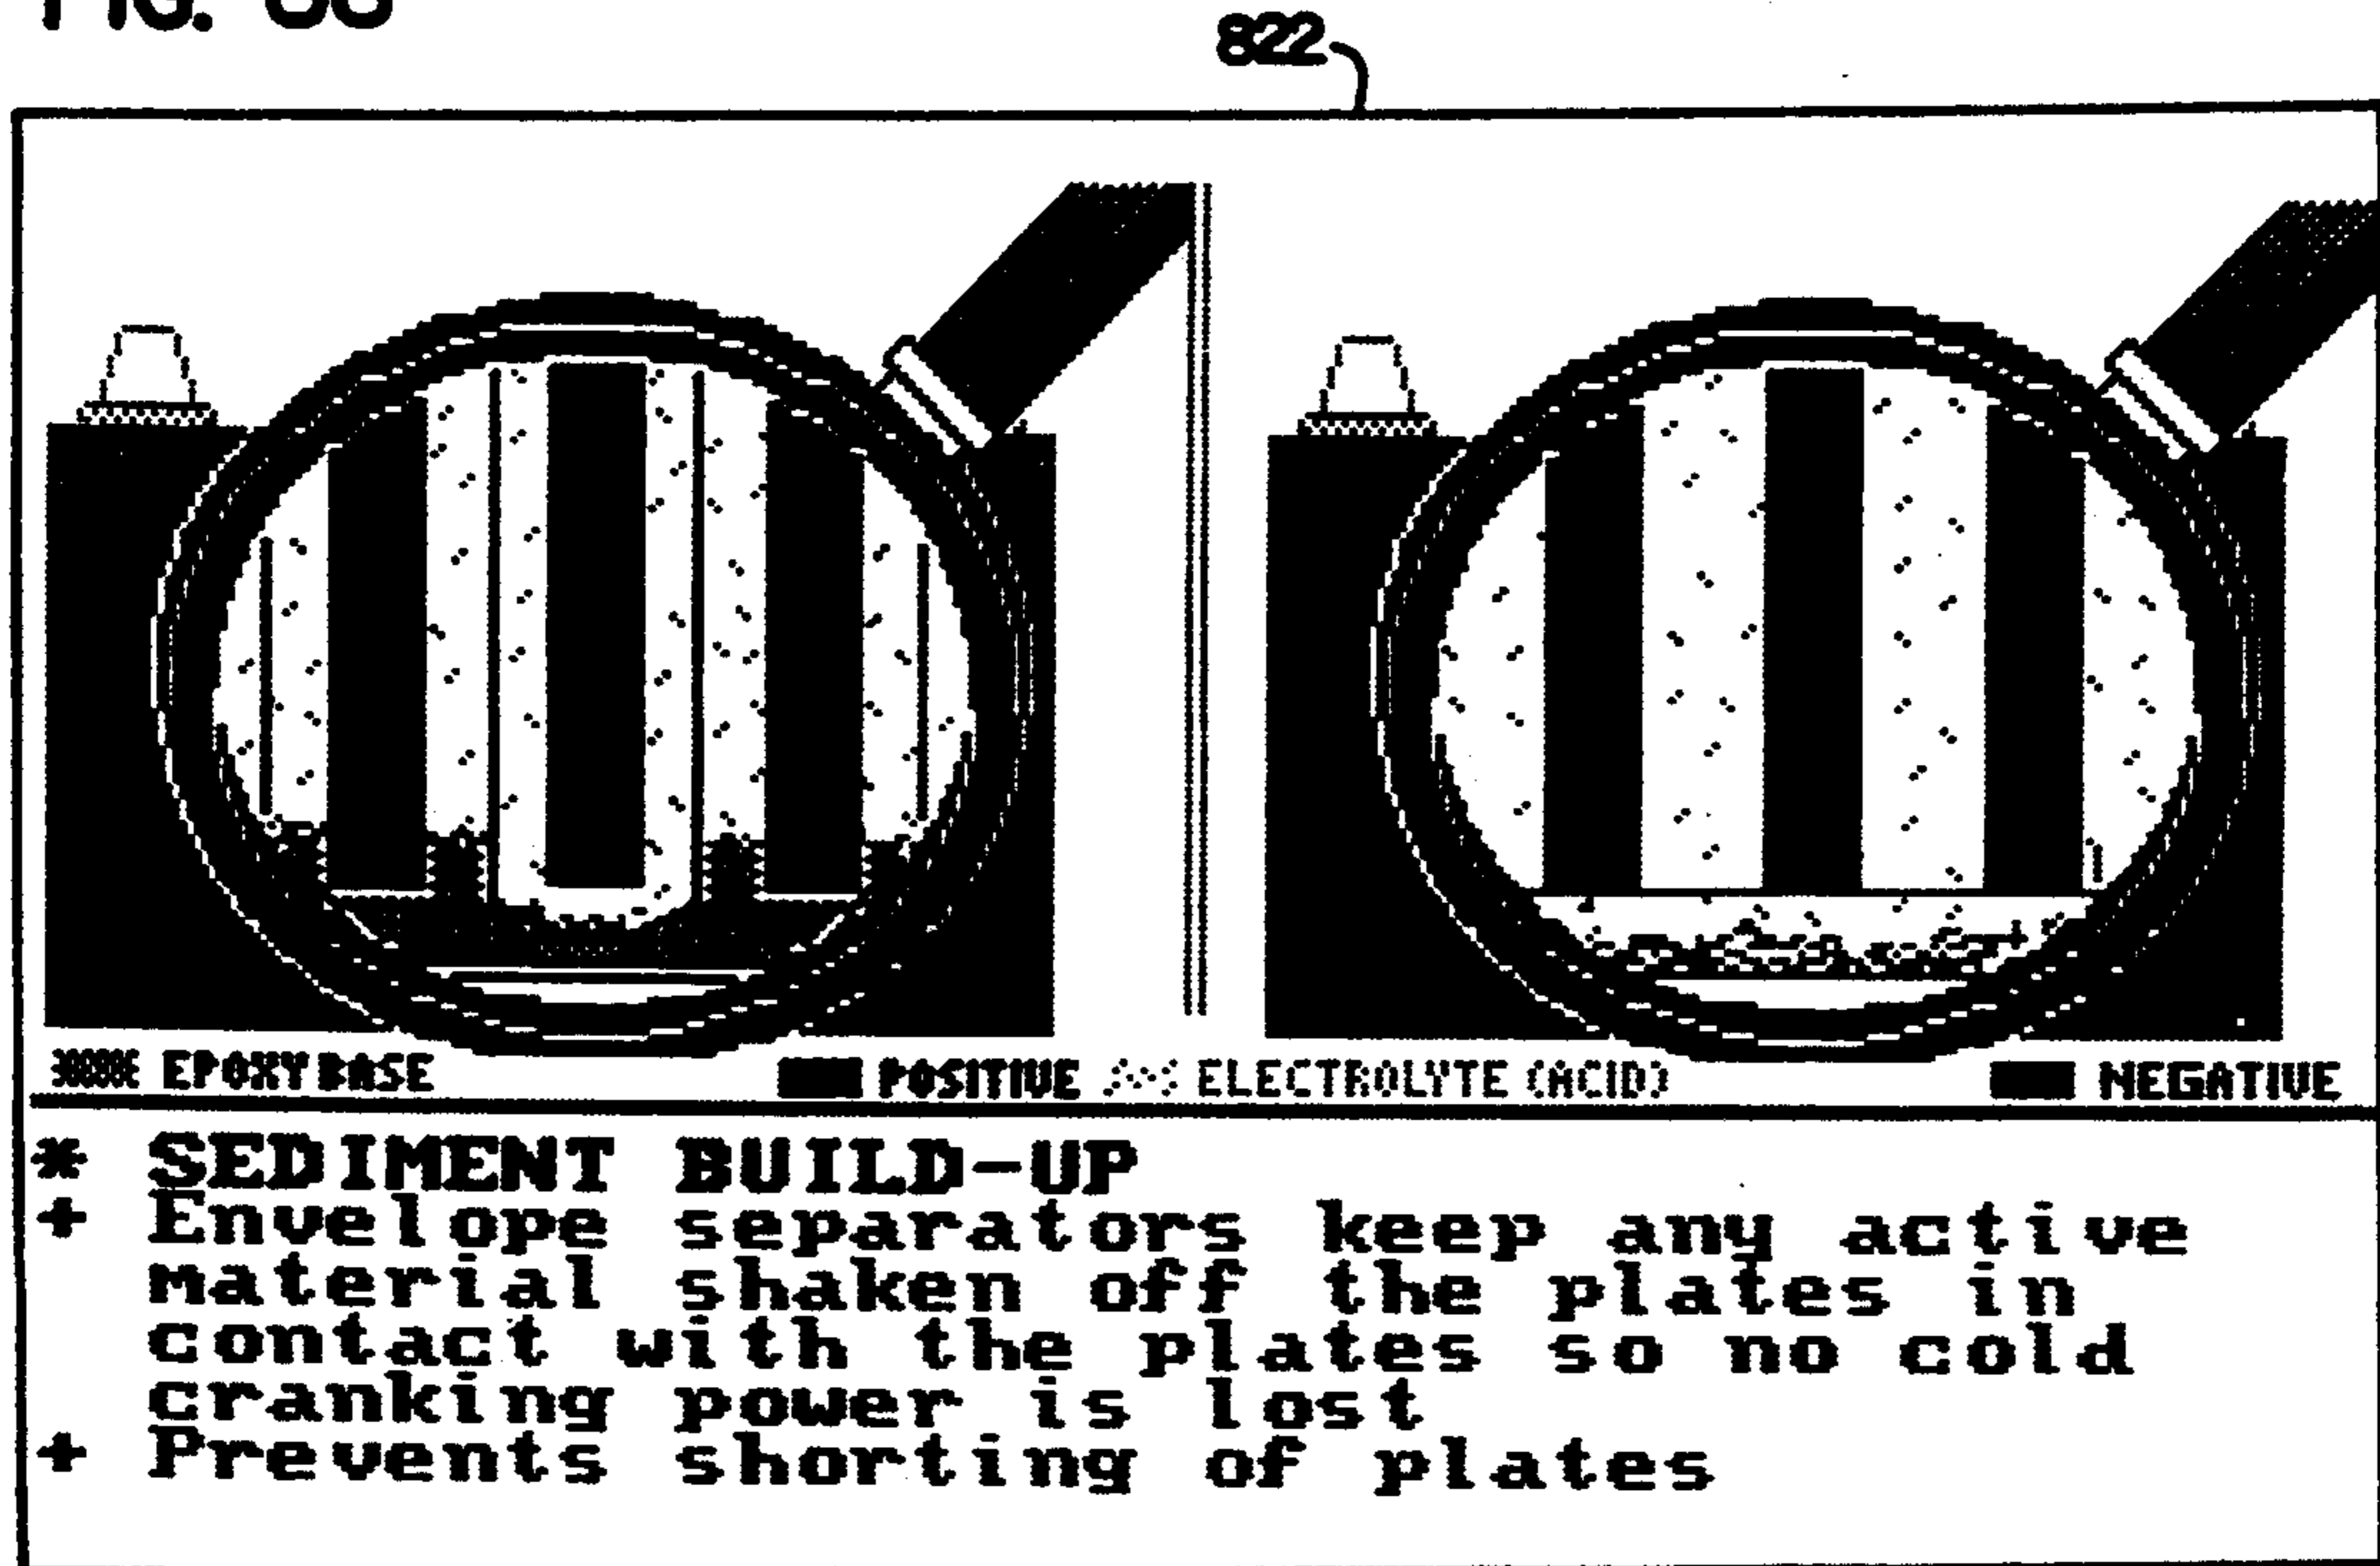 FIG.
822
EPOXY BASE POSITIVE ELECTROLYTE (ACID) NEGATIVE
* SEDIMENT BUILD-UP
+ Envelope separators keep any active
material shaken off the plates in
contact with the plates so no cold
cranking power is lost
+ Prevents shorting of plates